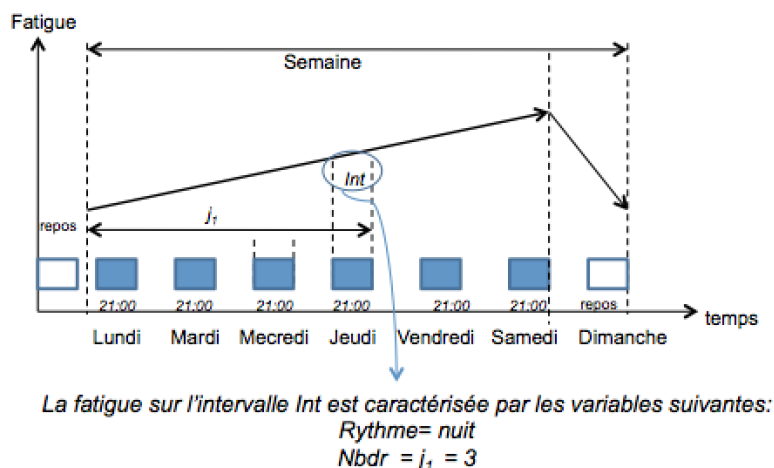 Fatigue
Semaine
Int
j1
repos
21:00 21:00 21:00 21:00 21:00 21:00 repos
temps
Lundi Mardi Mecredi Jeudi Vendredi Samedi Dimanche
La fatigue sur l'intervalle Int est caractérisée par les variables suivantes:
Rythme= nuit
Nbdr = j1 = 3